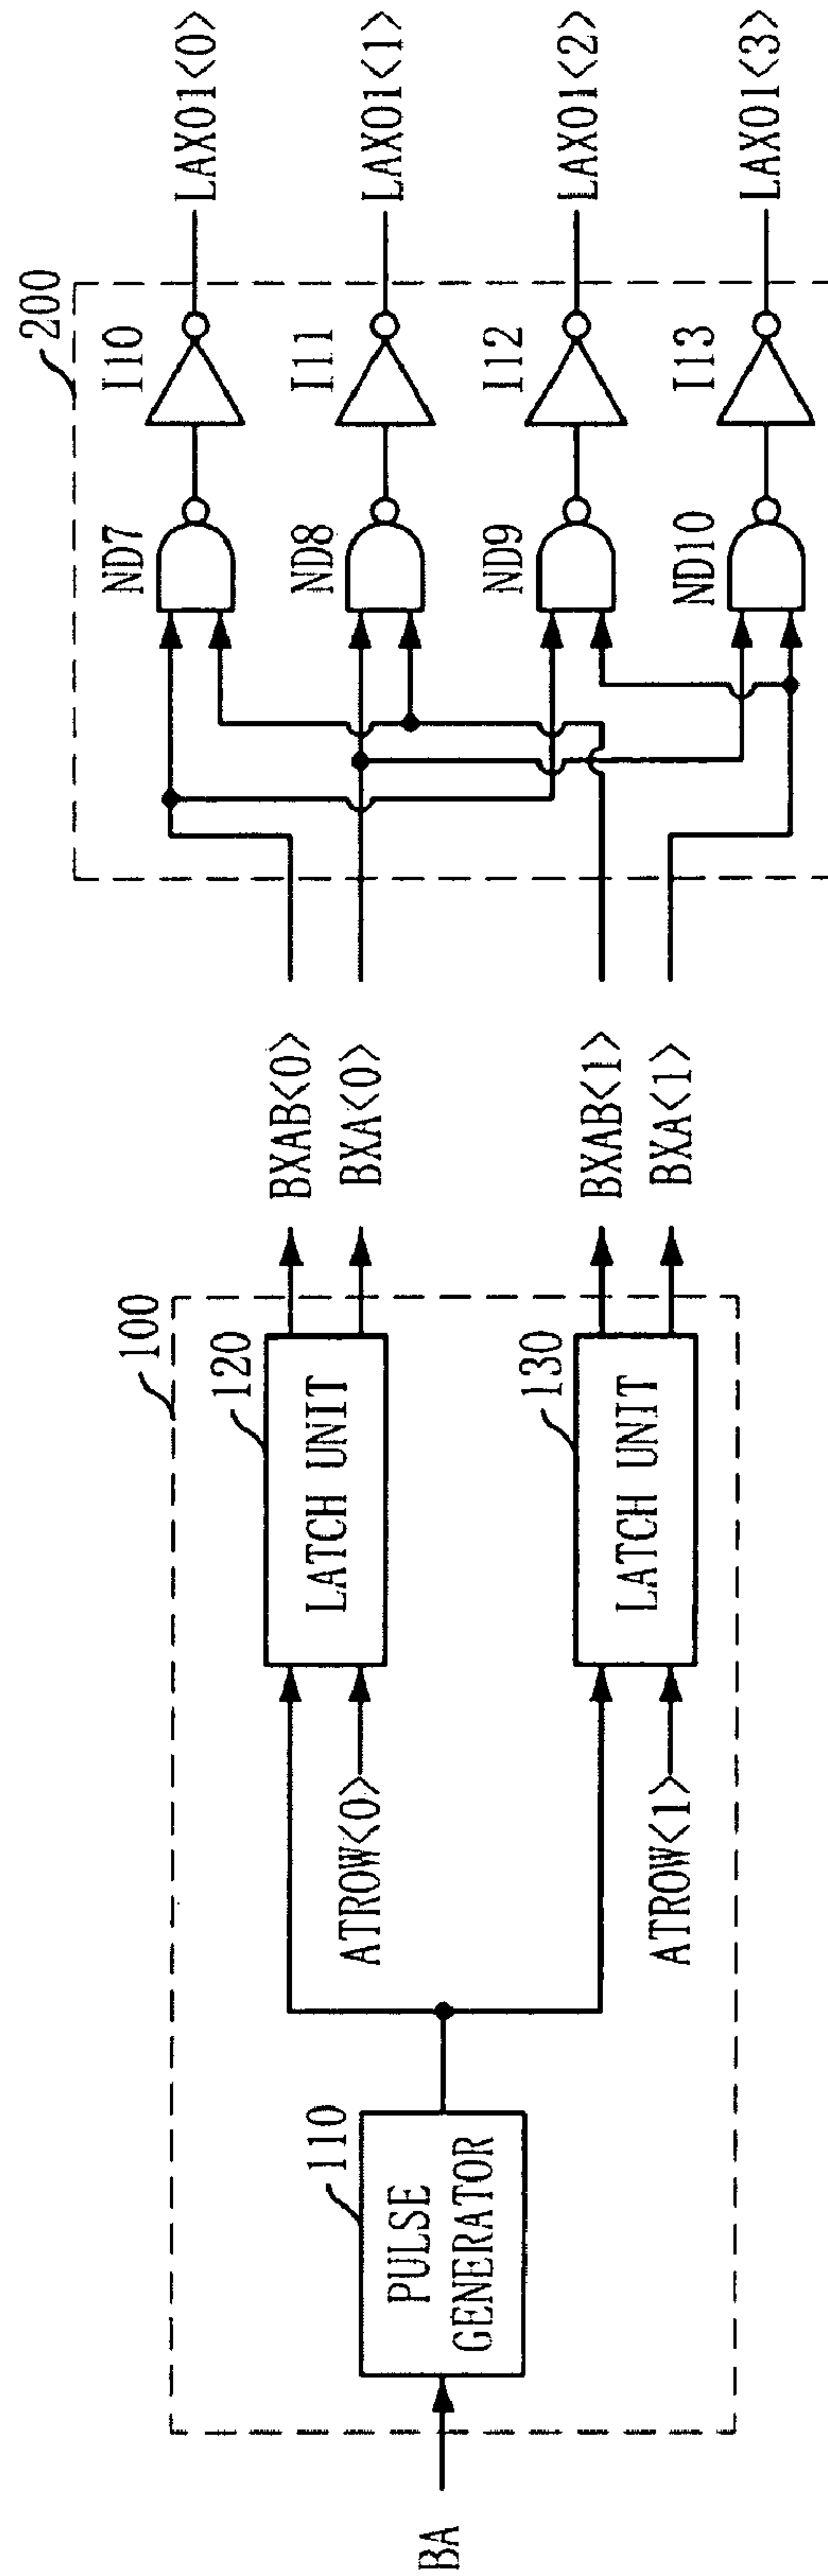 BA
100
110
PULSE
GENERATOR
ATROW<0>
ATROW<1>
120
LATCH UNIT
130
LATCH UNIT
BXAB<0>
BXA<0>
BXAB<1>
BXA<1>
200
ND7
I10
LAX01<0>
ND8
I11
LAX01<1>
ND9
I12
LAX01<2>
ND10
I13
LAX01<3>